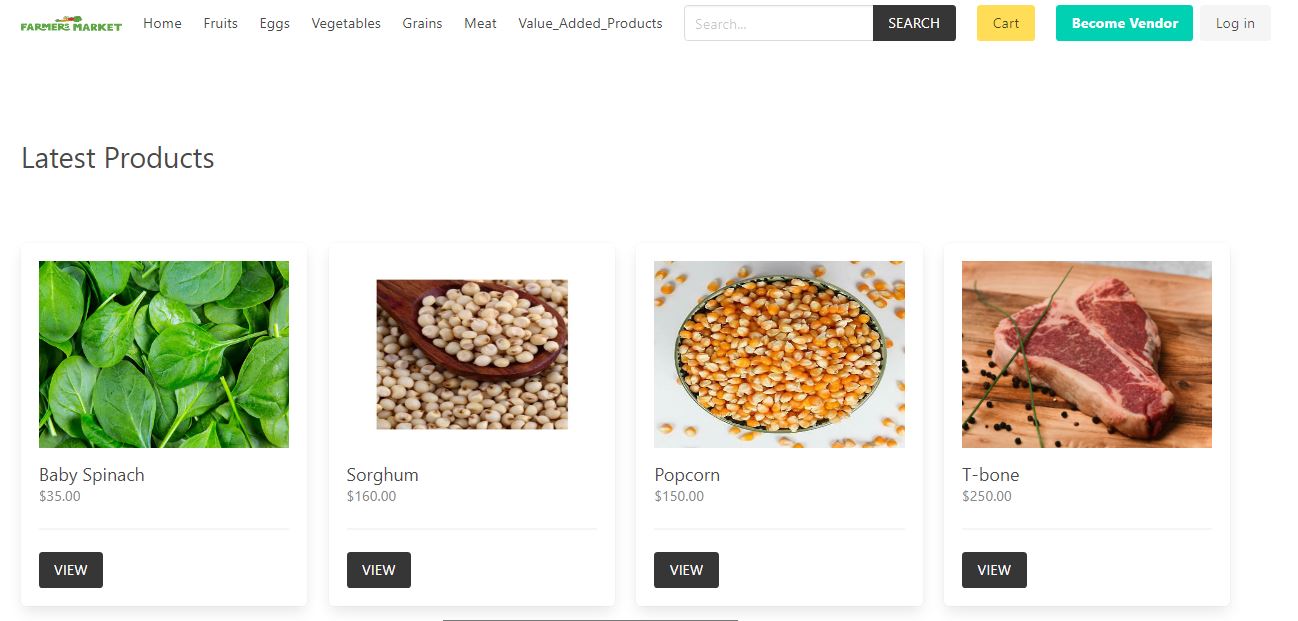 FARMERS MARKET Home Fruits Eggs Vegetables Grains Meat Value_Added_Products Search... SEARCH Cart Become Vendor Log in
Latest Products
Baby Spinach Sorghum Popcorn T-bone
$35.00 $160.00 $150.00 $250.00
VIEW VIEW VIEW VIEW